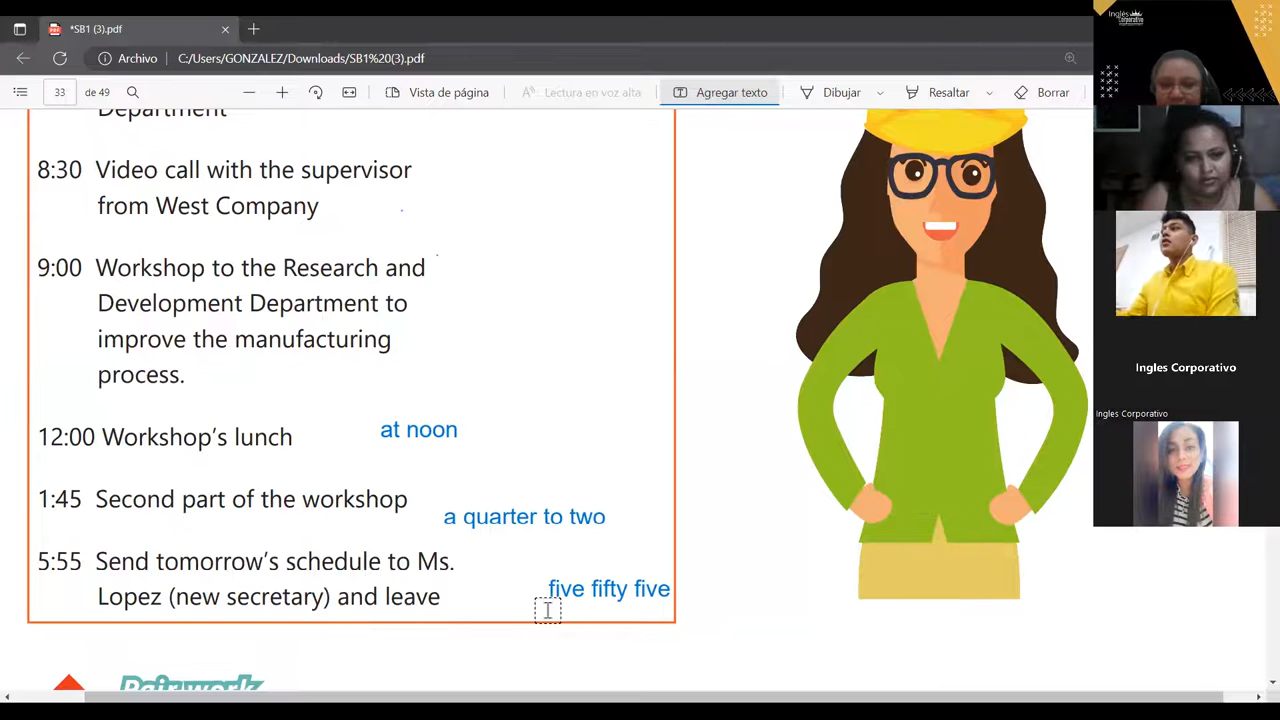 *SB1 (3).pdf
Archivo
C:/Users/GONZALEZ/Downloads/SB1%20(3).pdf
33 de 49
Vista de página
Lectura en voz alta
Agregar texto
Dibujar
Resaltar
Borrar
Department
8:30 Video call with the supervisor
from West Company
9:00 Workshop to the Research and
Development Department to
improve the manufacturing
process.
12:00 Workshop's lunch
at noon
1:45 Second part of the workshop
a quarter to two
5:55 Send tomorrow's schedule to Ms.
Lopez (new secretary) and leave
five fifty five
Pair work
Inglés
Corporativo
Ingles Corporativo
Ingles Corporativo